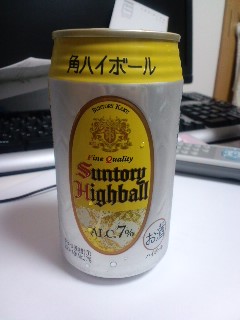 角ハイボール
SUNTORY KAKU
Fine Quality
Suntory
Highball
ALC.7%
お酒